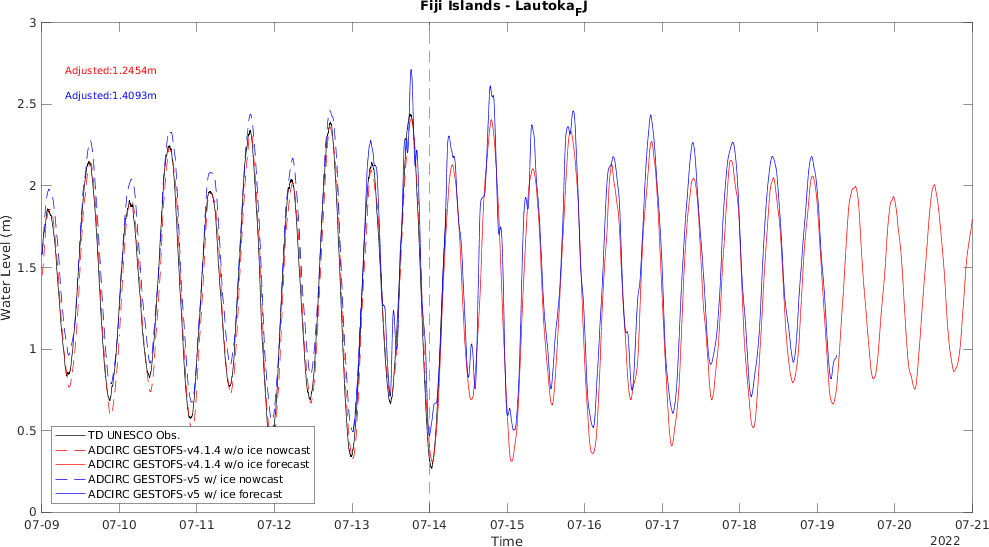 Fiji Islands - Lautoka_FJ
3
Adjusted:1.2454m
2.5
Adjusted:1.4093m
2
1.5
1
0.5
0
Water Level (m)
TD UNESCO Obs.
ADCIRC GESTOFS-v4.1.4 w/o ice nowcast
ADCIRC GESTOFS-v4.1.4 w/o ice forecast
ADCIRC GESTOFS-v5 w/ ice nowcast
ADCIRC GESTOFS-v5 w/ ice forecast
07-09 07-10 07-11 07-12 07-13 07-14 07-15 07-16 07-17 07-18 07-19 07-20 07-21
Time
2022